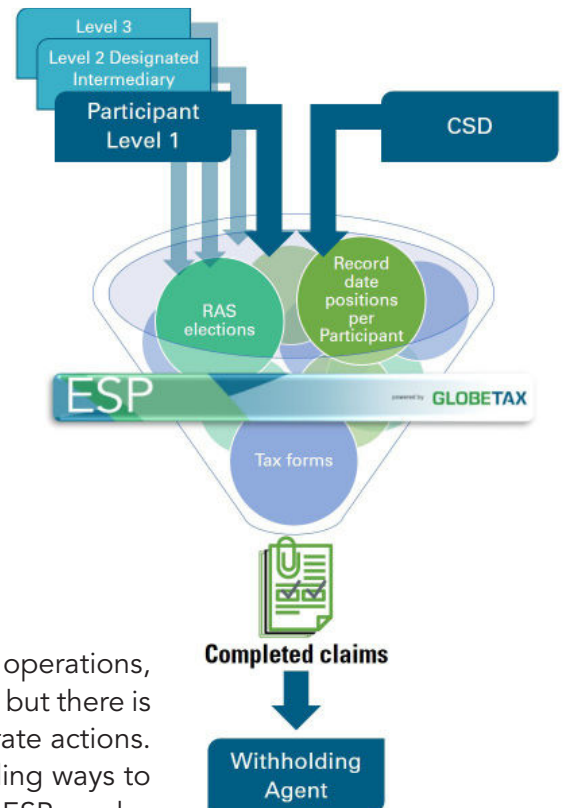 Level 3
Level 2 Designated
Intermediary
Participant
Level 1
CSD
RAS
elections
Record
date
positions
per
Participant
ESP
powered by GLOBETAX
Tax forms
Completed claims
Withholding
Agent
operations,
but there is
rate actions.
ling ways to